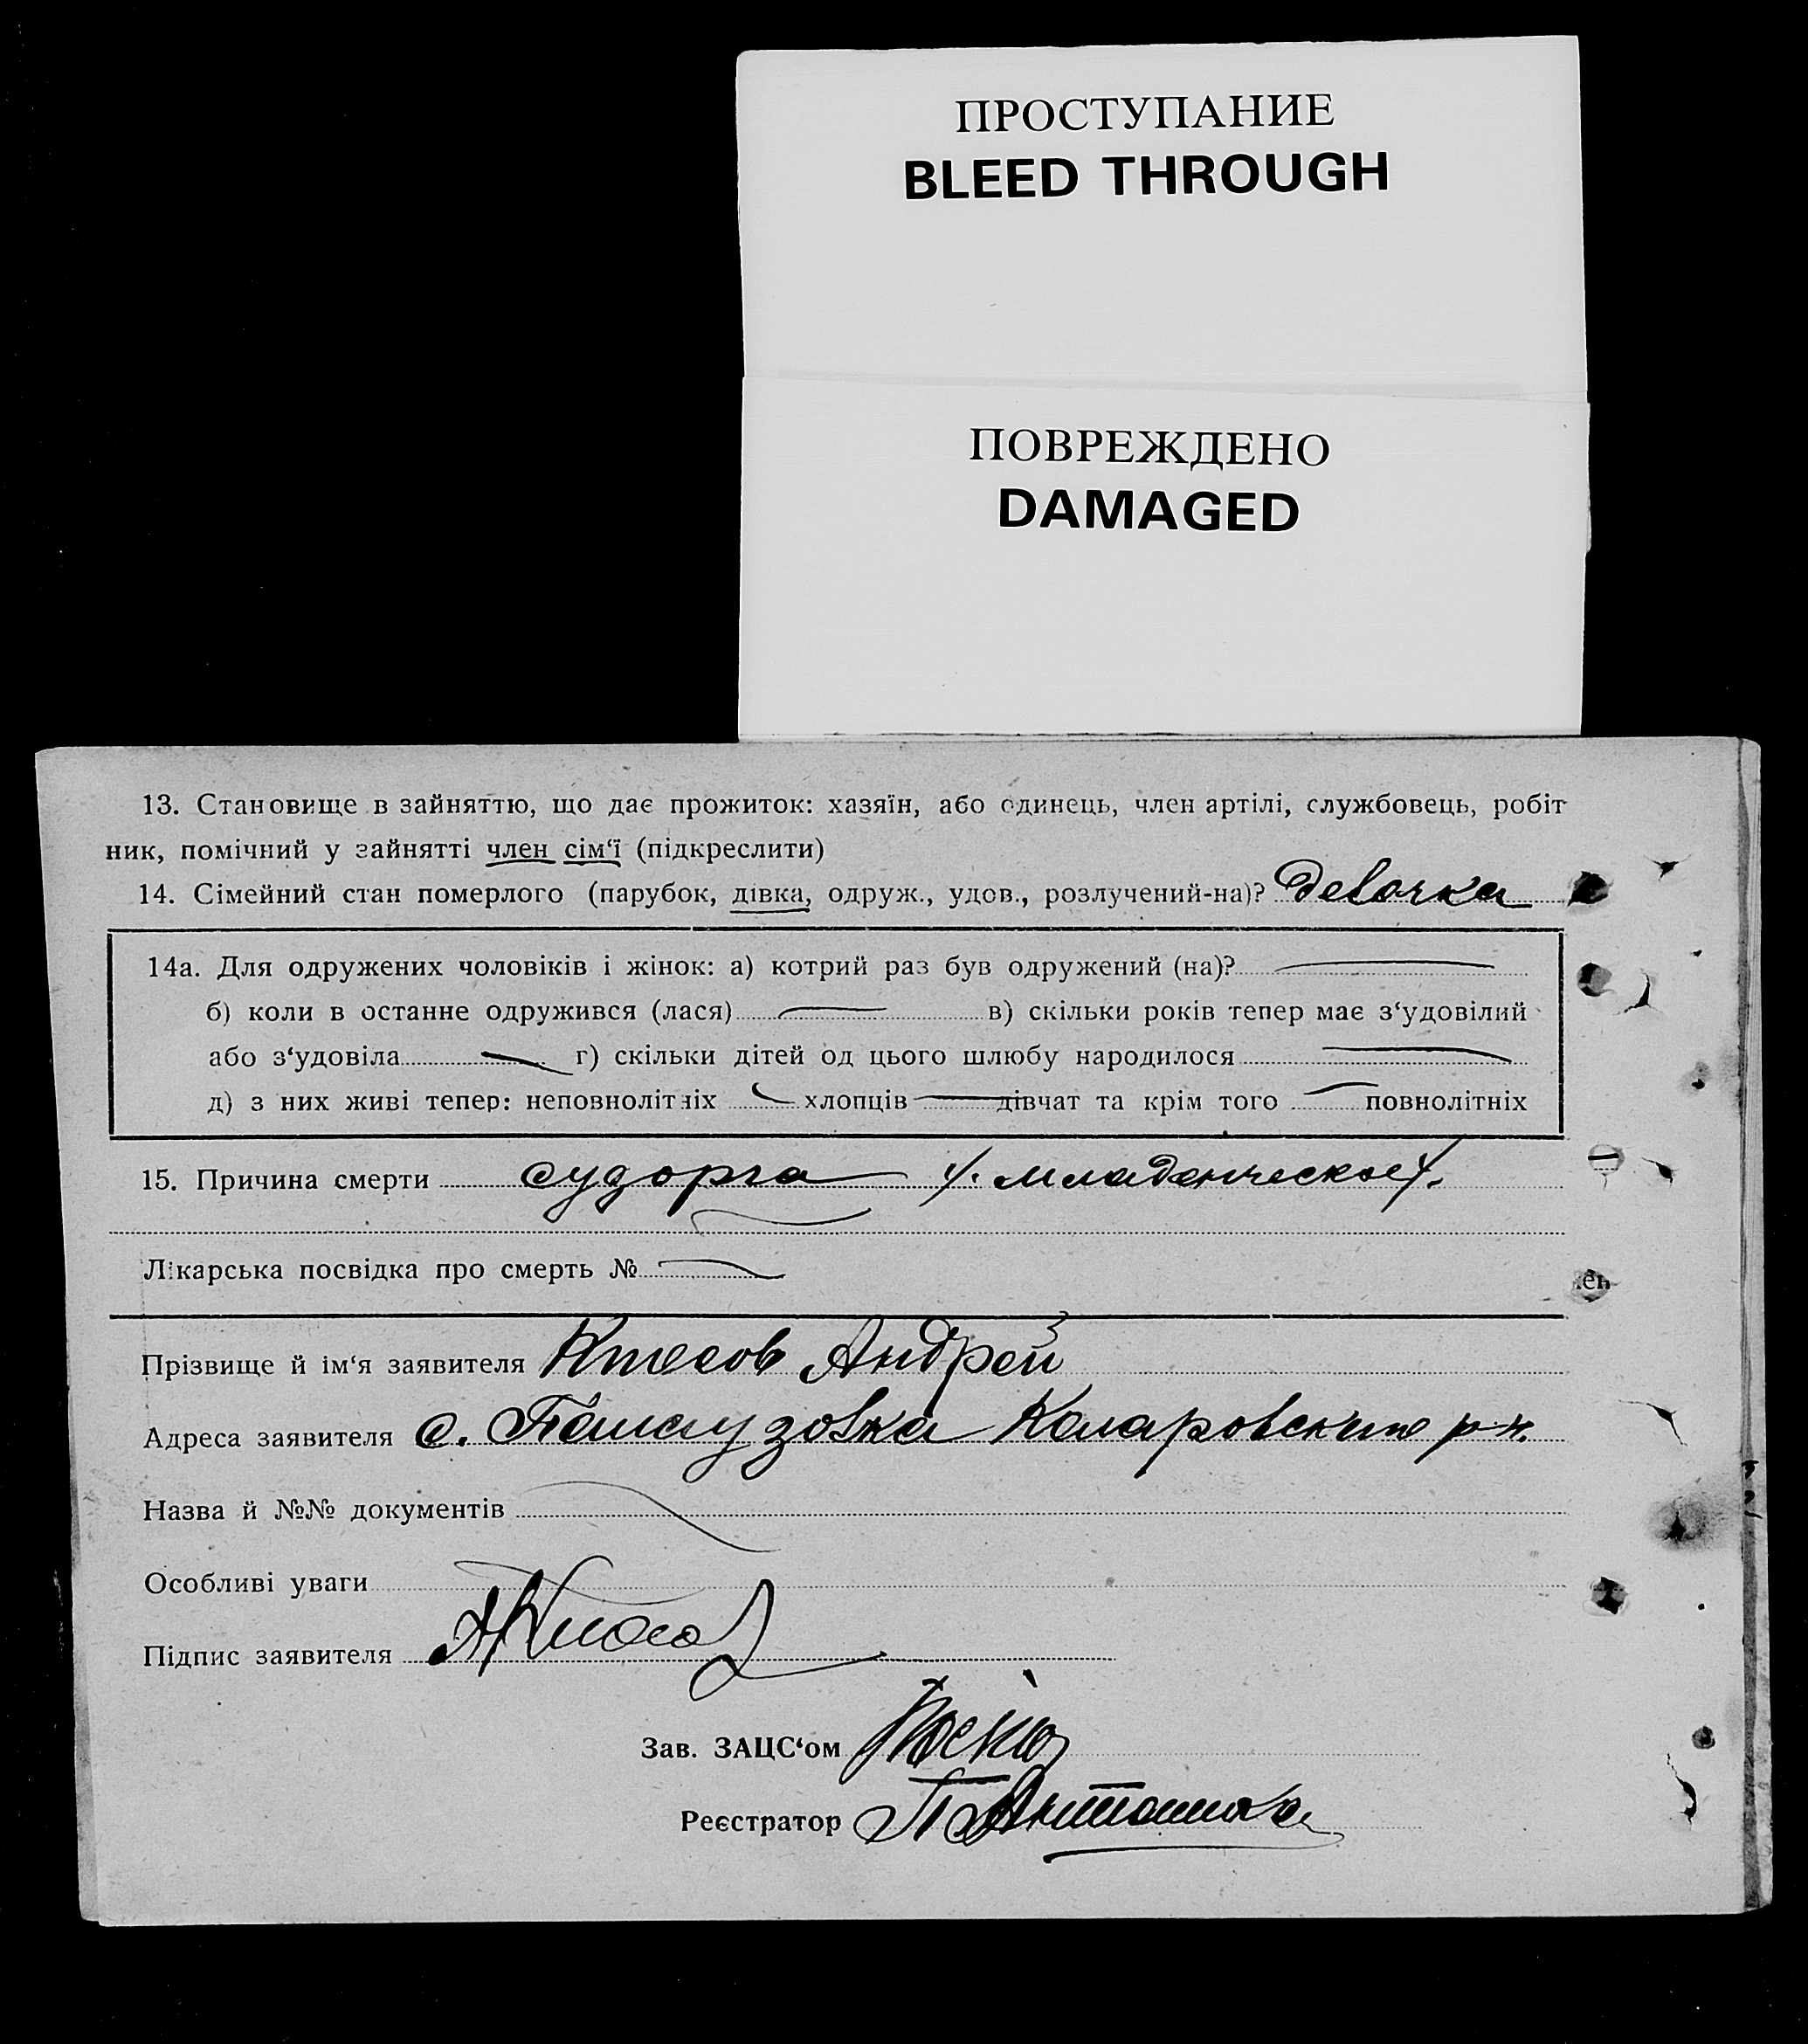 ПРОСТУПАНИЕ
BLEED THROUGH
ПОВРЕЖДЕНО
DAMAGED
13. Становище в зайняттю, що дає прожиток: хазяїн, або одинець, член артілі, службовець, робіт
ник, помічний у зайнятті член сім‘ї (підкреслити)
14. Сімейний стан померлого (парубок, дівка, одруж., удов., розлучений-на)? девочка
14а. Для одружених чоловіків і жінок: а) котрий раз був одружений (на)?
б) коли в останне одружився (лася) в) скільки років тепер має з‘удовілий
або з‘удовіла г) скільки дітей од цього шлюбу народилося
д) з них живі тепер: неповнолітніх хлопців дівчат та крім того повнолітніх
15. Причина смерти судорга /. младенческое /.
Лікарська посвідка про смерть №
Прізвище й ім‘я заявителя Андрей
Адреса заявителя с. Коларовского р-н.
Назва й №№ документів
Особливі уваги
Підпис заявителя
Зав. ЗАЦС‘ом
Реєстратор